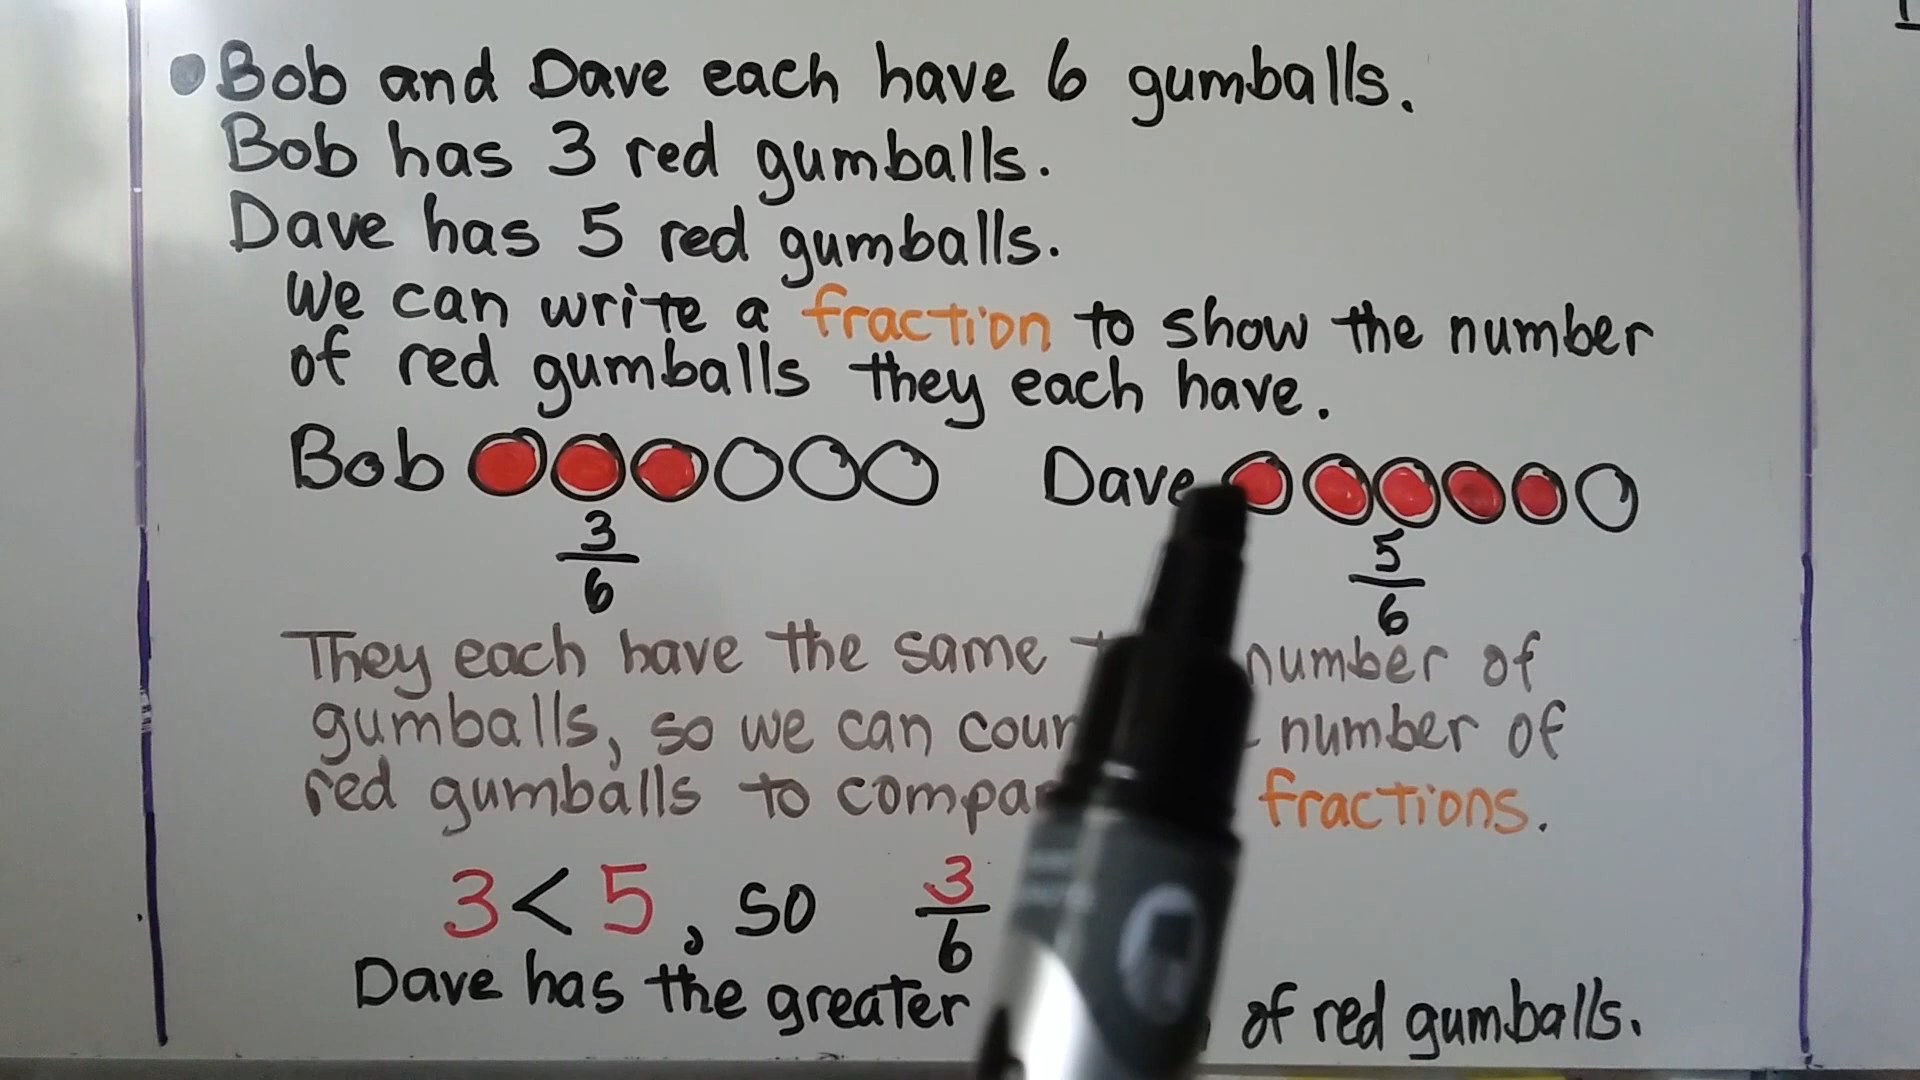 Bob and Dave each have 6 gumballs.
Bob has 3 red gumballs.
Dave has 5 red gumballs.
We can write a fraction to show the number
of red gumballs they each have.
Bob Dave
3/6 5/6
They each have the same number of
gumballs, so we can number of
red gumballs to fractions.
3 < 5, so 3/6
Dave has the greater of red gumballs.